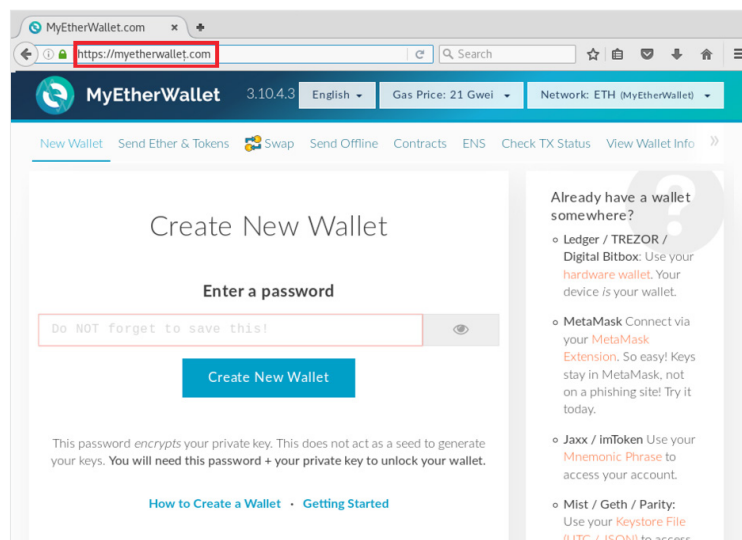 MyEtherWallet.com × +
https://myetherwalleţ.com Search
MyEtherWallet 3.10.4.3 English Gas Price: 21 Gwei Network: ETH (MyEtherWallet)
New Wallet Send Ether & Tokens Swap Send Offline Contracts ENS Check TX Status View Wallet Info »
Create New Wallet
Enter a password
Do NOT forget to save this!
Create New Wallet
This password encrypts your private key. This does not act as a seed to generate
your keys. You will need this password + your private key to unlock your wallet.
How to Create a Wallet · Getting Started
Already have a wallet
somewhere?
?
Ledger / TREZOR /
Digital Bitbox: Use your
hardware wallet. Your
device is your wallet.
MetaMask Connect via
your MetaMask
Extension. So easy! Keys
stay in MetaMask, not
on a phishing site! Try it
today.
Jaxx / imToken Use your
Mnemonic Phrase to
access your account.
Mist / Geth / Parity:
Use your Keystore File
(UTC / JSON) to access